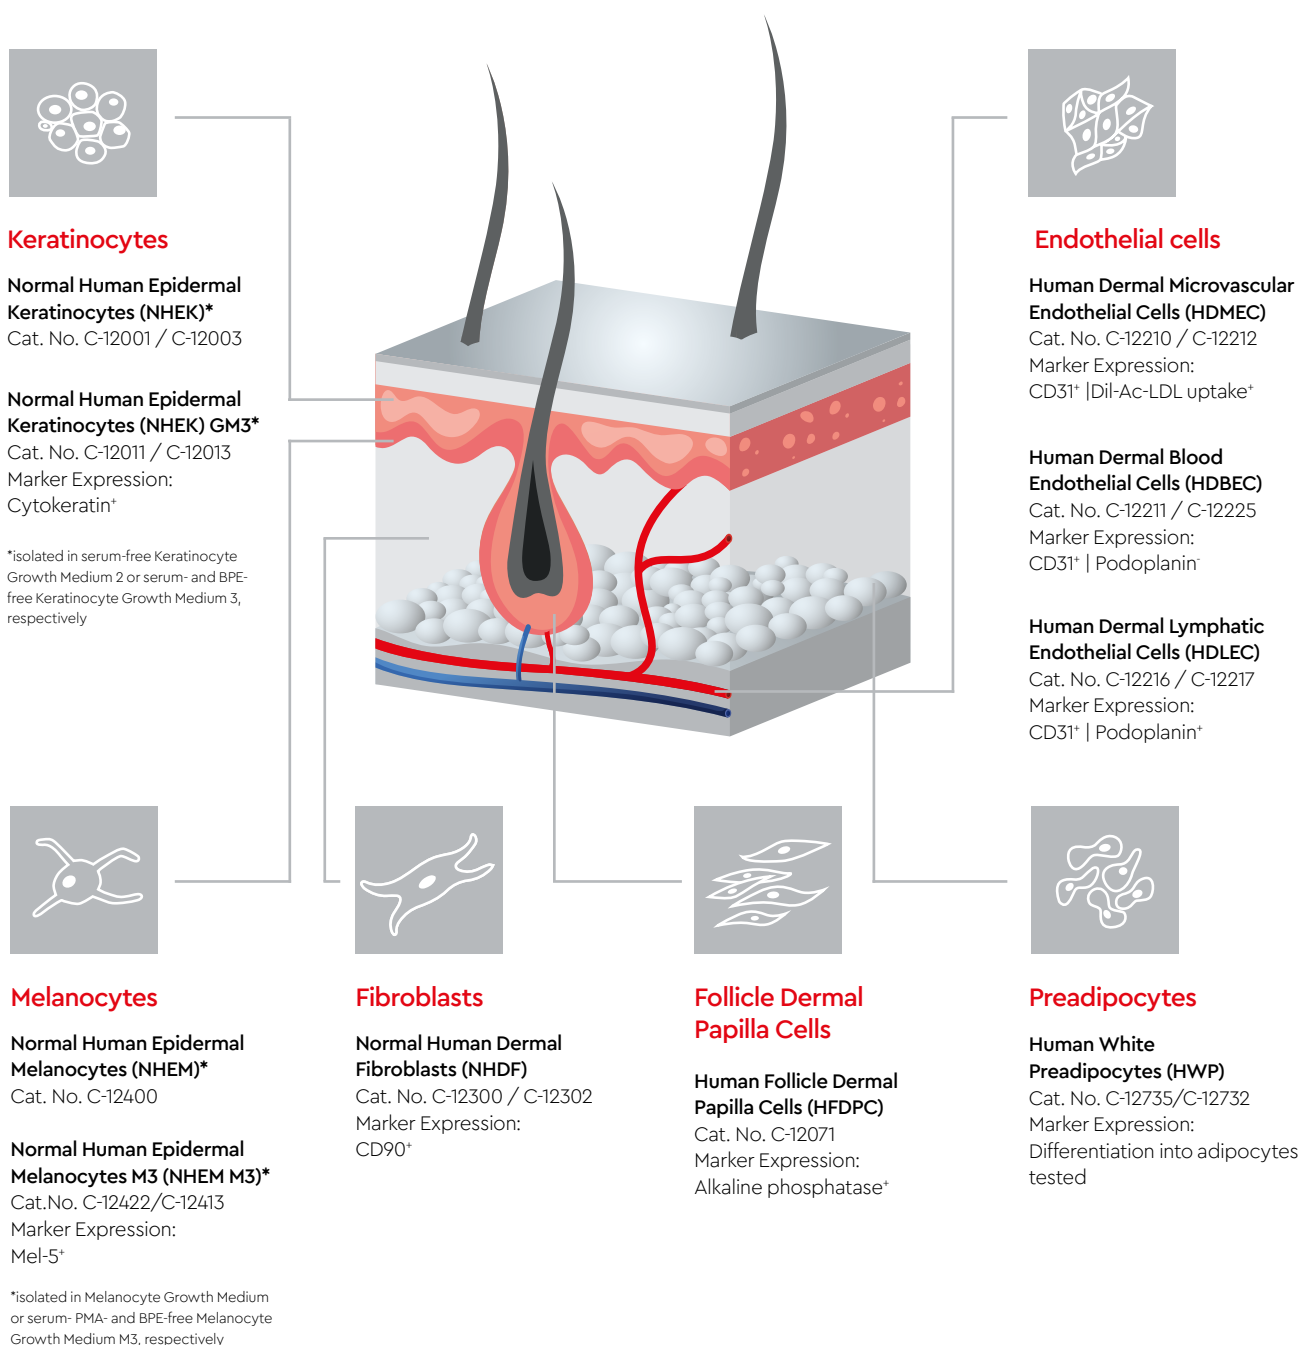 Keratinocytes
Normal Human Epidermal
Keratinocytes (NHEK)*
Cat. No. C-12001 / C-12003
Normal Human Epidermal
Keratinocytes (NHEK) GM3*
Cat. No. C-12011 / C-12013
Marker Expression:
Cytokeratin⁺
*isolated in serum-free Keratinocyte
Growth Medium 2 or serum- and BPE-
free Keratinocyte Growth Medium 3,
respectively
Endothelial cells
Human Dermal Microvascular
Endothelial Cells (HDMEC)
Cat. No. C-12210 / C-12212
Marker Expression:
CD31⁺ |Dil-Ac-LDL uptake⁺
Human Dermal Blood
Endothelial Cells (HDBEC)
Cat. No. C-12211 / C-12225
Marker Expression:
CD31⁺ | Podoplanin⁻
Human Dermal Lymphatic
Endothelial Cells (HDLEC)
Cat. No. C-12216 / C-12217
Marker Expression:
CD31⁺ | Podoplanin⁺
Melanocytes
Normal Human Epidermal
Melanocytes (NHEM)*
Cat. No. C-12400
Normal Human Epidermal
Melanocytes M3 (NHEM M3)*
Cat.No. C-12422/C-12413
Marker Expression:
Mel-5⁺
*isolated in Melanocyte Growth Medium
or serum- PMA- and BPE-free Melanocyte
Growth Medium M3, respectively
Fibroblasts
Normal Human Dermal
Fibroblasts (NHDF)
Cat. No. C-12300 / C-12302
Marker Expression:
CD90⁺
Follicle Dermal
Papilla Cells
Human Follicle Dermal
Papilla Cells (HFDPC)
Cat. No. C-12071
Marker Expression:
Alkaline phosphatase⁺
Preadipocytes
Human White
Preadipocytes (HWP)
Cat. No. C-12735/C-12732
Marker Expression:
Differentiation into adipocytes
tested